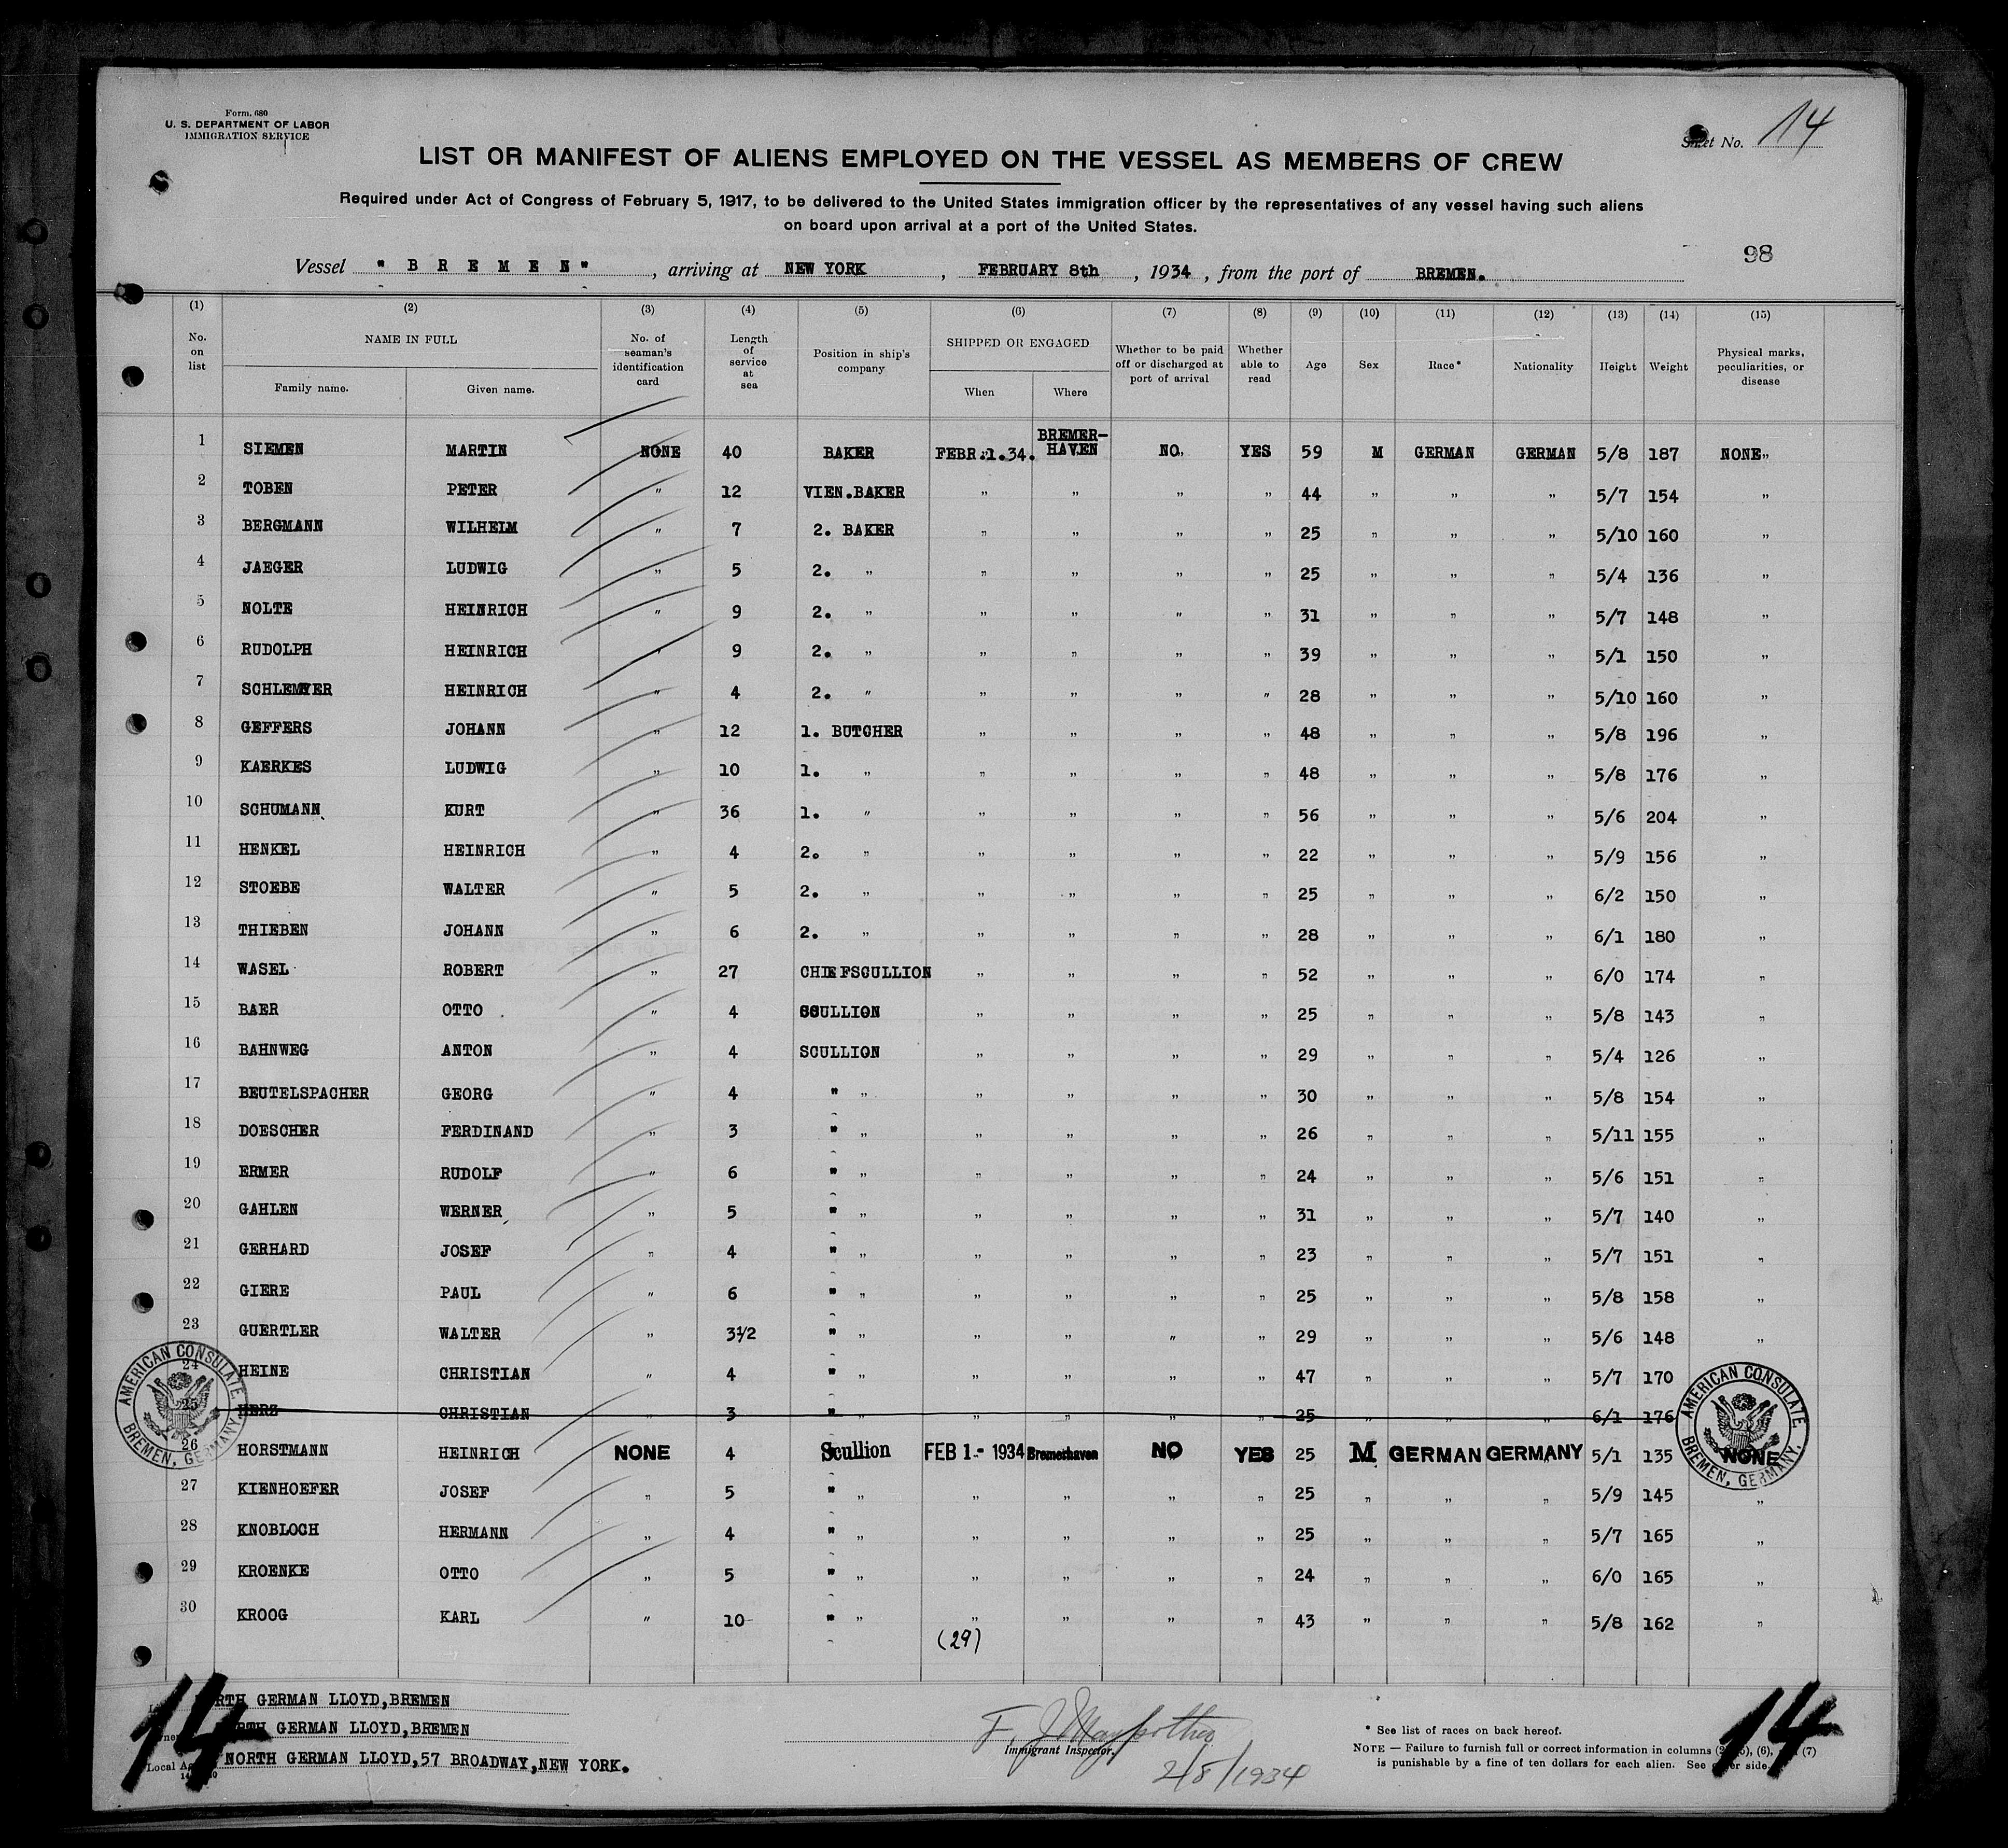 Form. 680
U. S. DEPARTMENT OF LABOR
IMMIGRATION SERVICE
Sheet No. 14
LIST OR MANIFEST OF ALIENS EMPLOYED ON THE VESSEL AS MEMBERS OF CREW
Required under Act of Congress of February 5, 1917, to be delivered to the United States immigration officer by the representatives of any vessel having such aliens
on board upon arrival at a port of the United States.
98
Vessel "BREMEN", arriving at NEW YORK, FEBRUARY 8th, 1934, from the port of BREMEN.
(1) (2) (3) (4) (5) (6) (7) (8) (9) (10) (11) (12) (13) (14) (15)
No. on list NAME IN FULL Family name. Given name. No. of seaman's identification card Length of service at sea Position in ship's company SHIPPED OR ENGAGED When Where Whether to be paid off or discharged at port of arrival Whether able to read Age Sex Race* Nationality Height Weight Physical marks, peculiarities, or disease
1 SIEMEN MARTIN NONE 40 BAKER FEBR.1.34. BREMER-HAVEN NO YES 59 M GERMAN GERMAN 5/8 187 NONE
2 TOBEN PETER " 12 VIEN.BAKER " " " " 44 " " " 5/7 154 "
3 BERGMANN WILHELM " 7 2. BAKER " " " " 25 " " " 5/10 160 "
4 JAEGER LUDWIG " 5 2. " " " " " 25 " " " 5/4 136 "
5 NOLTE HEINRICH " 9 2. " " " " " 31 " " " 5/7 148 "
6 RUDOLPH HEINRICH " 9 2. " " " " " 39 " " " 5/1 150 "
7 SCHLEMYER HEINRICH " 4 2. " " " " " 28 " " " 5/10 160 "
8 GEFFERS JOHANN " 12 1. BUTCHER " " " " 48 " " " 5/8 196 "
9 KAERKES LUDWIG " 10 1. " " " " " 48 " " " 5/8 176 "
10 SCHUMANN KURT " 36 1. " " " " " 56 " " " 5/6 204 "
11 HENKEL HEINRICH " 4 2. " " " " " 22 " " " 5/9 156 "
12 STOEBE WALTER " 5 2. " " " " " 25 " " " 6/2 150 "
13 THIEBEN JOHANN " 6 2. " " " " " 28 " " " 6/1 180 "
14 WASEL ROBERT " 27 CHIEFSCULLION " " " " 52 " " " 6/0 174 "
15 BAER OTTO " 4 SCULLION " " " " 25 " " " 5/8 143 "
16 BAHNWEG ANTON " 4 SCULLION " " " " 29 " " " 5/4 126 "
17 BEUTELSPACHER GEORG " 4 " " " " " " 30 " " " 5/8 154 "
18 DOESCHER FERDINAND " 3 " " " " " " 26 " " " 5/11 155 "
19 ERMER RUDOLF " 6 " " " " " " 24 " " " 5/6 151 "
20 GAHLEN WERNER " 5 " " " " " " 31 " " " 5/7 140 "
21 GERHARD JOSEF " 4 " " " " " " 23 " " " 5/7 151 "
22 GIERE PAUL " 6 " " " " " " 25 " " " 5/8 158 "
23 GUERTLER WALTER " 3 1/2 " " " " " " 29 " " " 5/6 148 "
24 HEINE CHRISTIAN " 4 " " " " " " 47 " " " 5/7 170 "
25 HERZ CHRISTIAN " 3 " " " " " " 25 " " " 6/1 176
26 HORSTMANN HEINRICH NONE 4 Scullion FEB 1-1934 Bremerhaven NO YES 25 M GERMAN GERMANY 5/1 135 NONE
27 KIENHOEFER JOSEF " 5 " " " " " " 25 " " " 5/9 145 "
28 KNOBLOCH HERMANN " 4 " " " " " " 25 " " " 5/7 165 "
29 KROENKE OTTO " 5 " " " " " " 24 " " " 6/0 165 "
30 KROOG KARL " 10 " " " " " " 43 " " " 5/8 162 "
(29)
AMERICAN CONSULATE BREMEN, GERMANY.
AMERICAN CONSULATE BREMEN, GERMANY.
14
NORTH GERMAN LLOYD,BREMEN
NORTH GERMAN LLOYD,BREMEN
Local NORTH GERMAN LLOYD,57 BROADWAY,NEW YORK.
F. J.
Immigrant Inspector.
2/8/1934
* See list of races on back hereof.
NOTE — Failure to furnish full or correct information in columns (6), (7)
is punishable by a fine of ten dollars for each alien. See side.
14